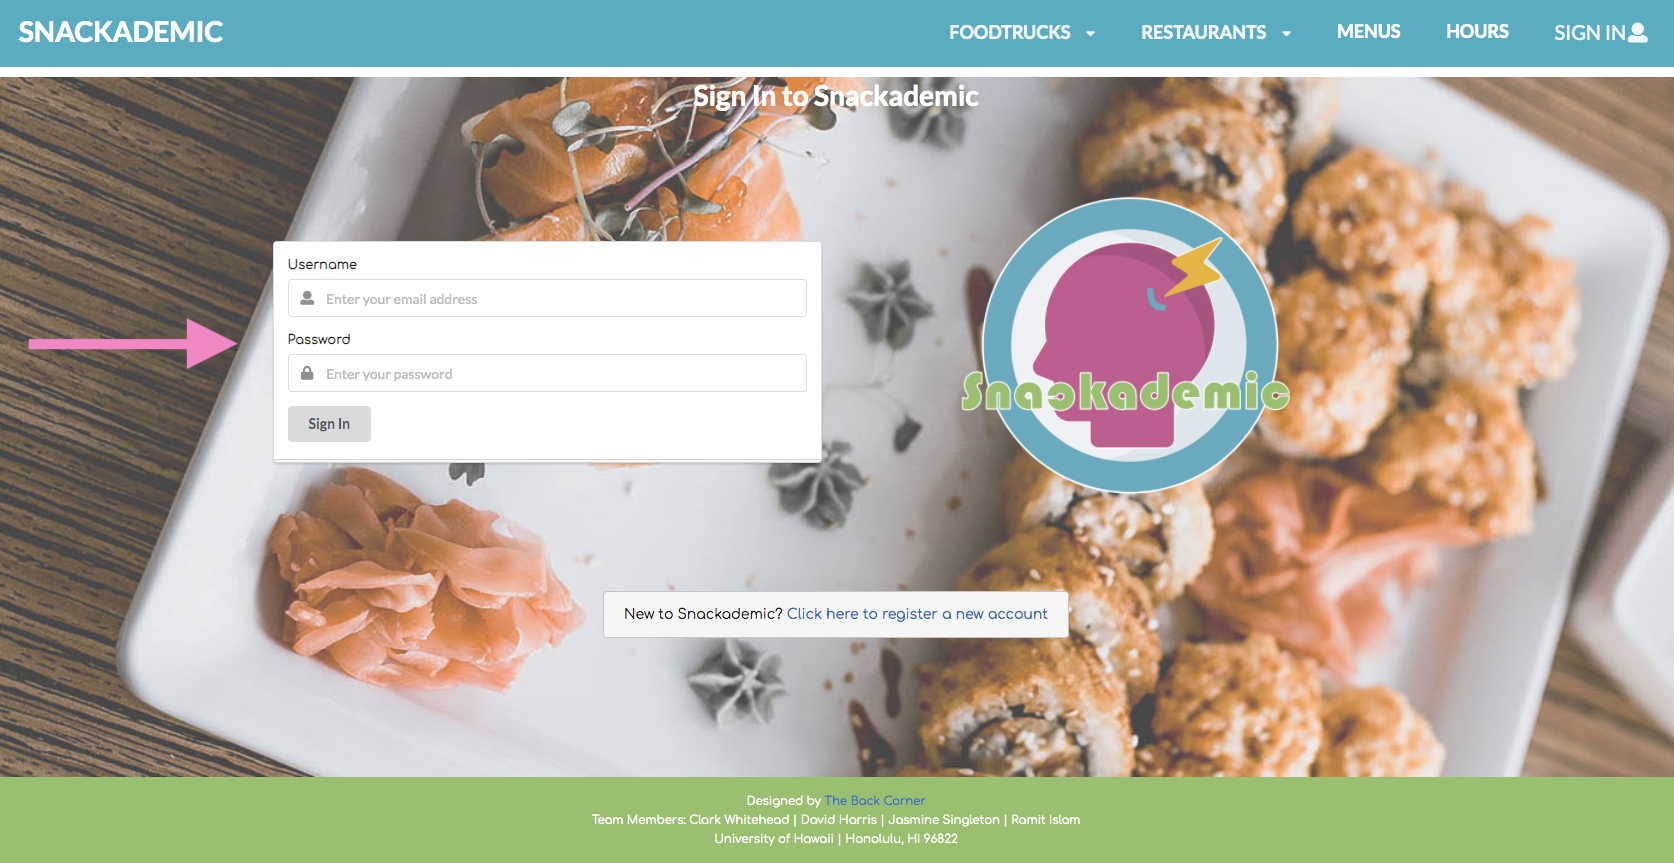 SNACKADEMIC
FOODTRUCKS RESTAURANTS MENUS HOURS SIGN IN
Sign In to Snackademic
Username
Enter your email address
Password
Enter your password
Sign In
Snackademic
New to Snackademic? Click here to register a new account
Designed by The Back Corner
Team Members: Clark Whitehead | David Harris | Jasmine Singleton | Ramit Islam
University of Hawaii | Honolulu, HI 96822